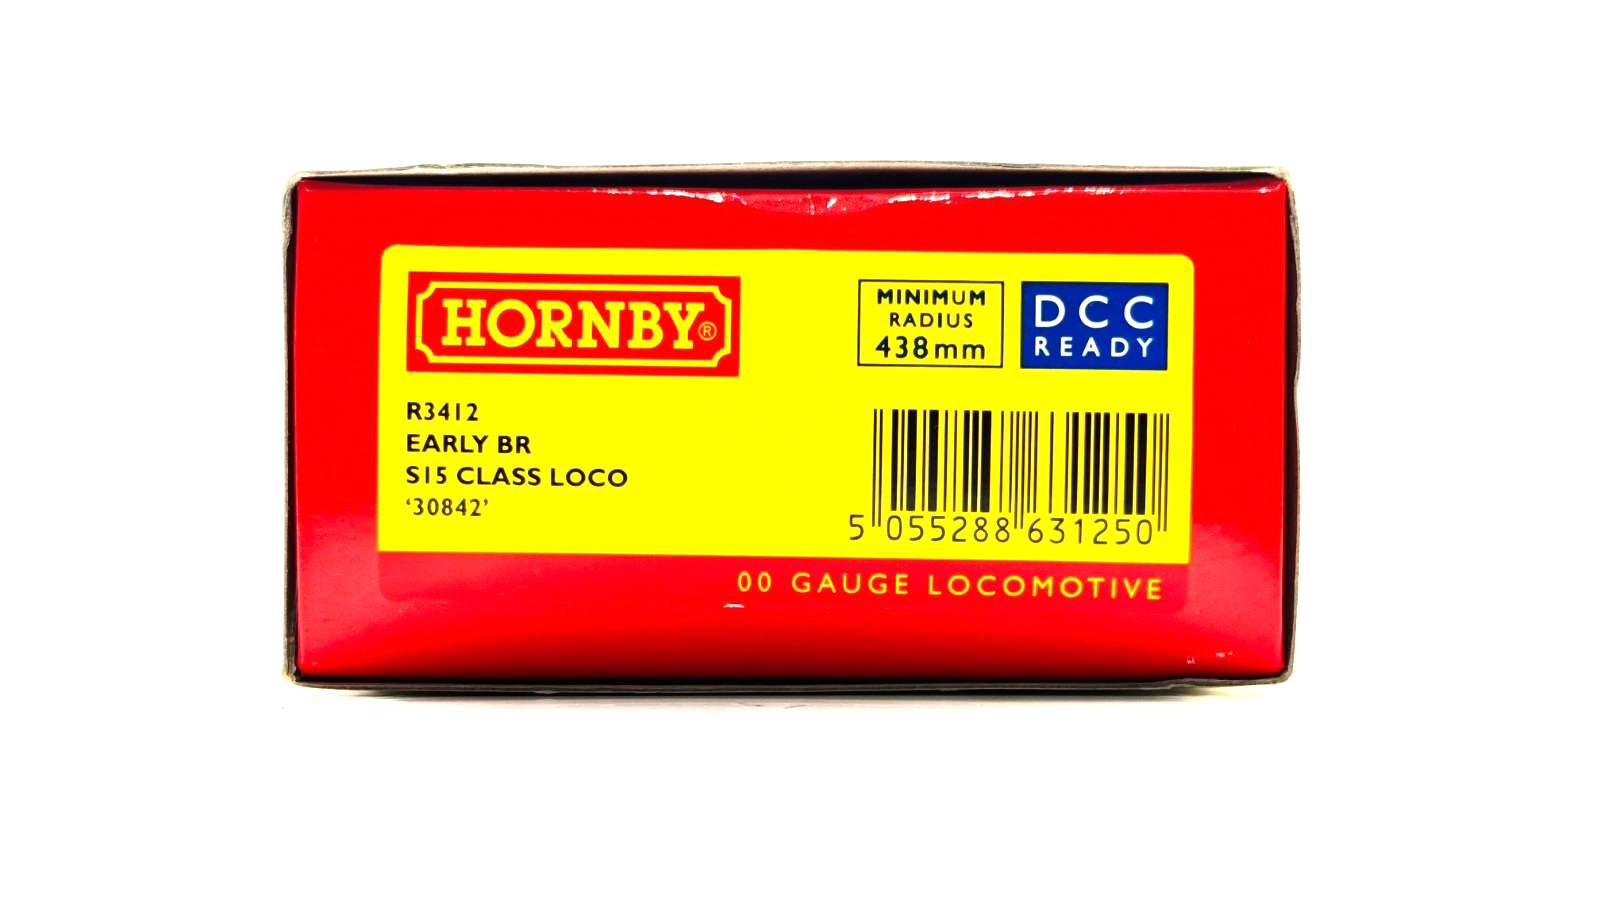 HORNBY®
MINIMUM
RADIUS
438mm
DCC
READY
R3412
EARLY BR
S15 CLASS LOCO
‘30842’
5 055288 631250
00 GAUGE LOCOMOTIVE